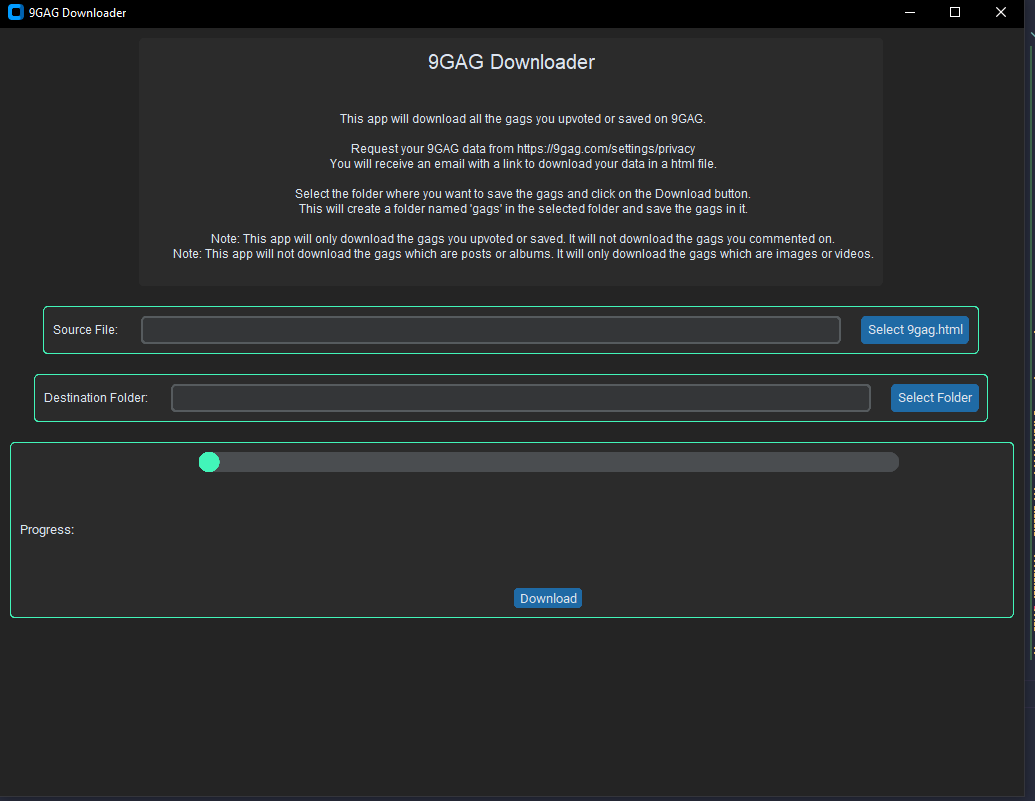 9GAG Downloader
9GAG Downloader
This app will download all the gags you upvoted or saved on 9GAG.
Request your 9GAG data from https://9gag.com/settings/privacy
You will receive an email with a link to download your data in a html file.
Select the folder where you want to save the gags and click on the Download button.
This will create a folder named 'gags' in the selected folder and save the gags in it.
Note: This app will only download the gags you upvoted or saved. It will not download the gags you commented on.
Note: This app will not download the gags which are posts or albums. It will only download the gags which are images or videos.
Source File: Select 9gag.html
Destination Folder: Select Folder
Progress:
Download